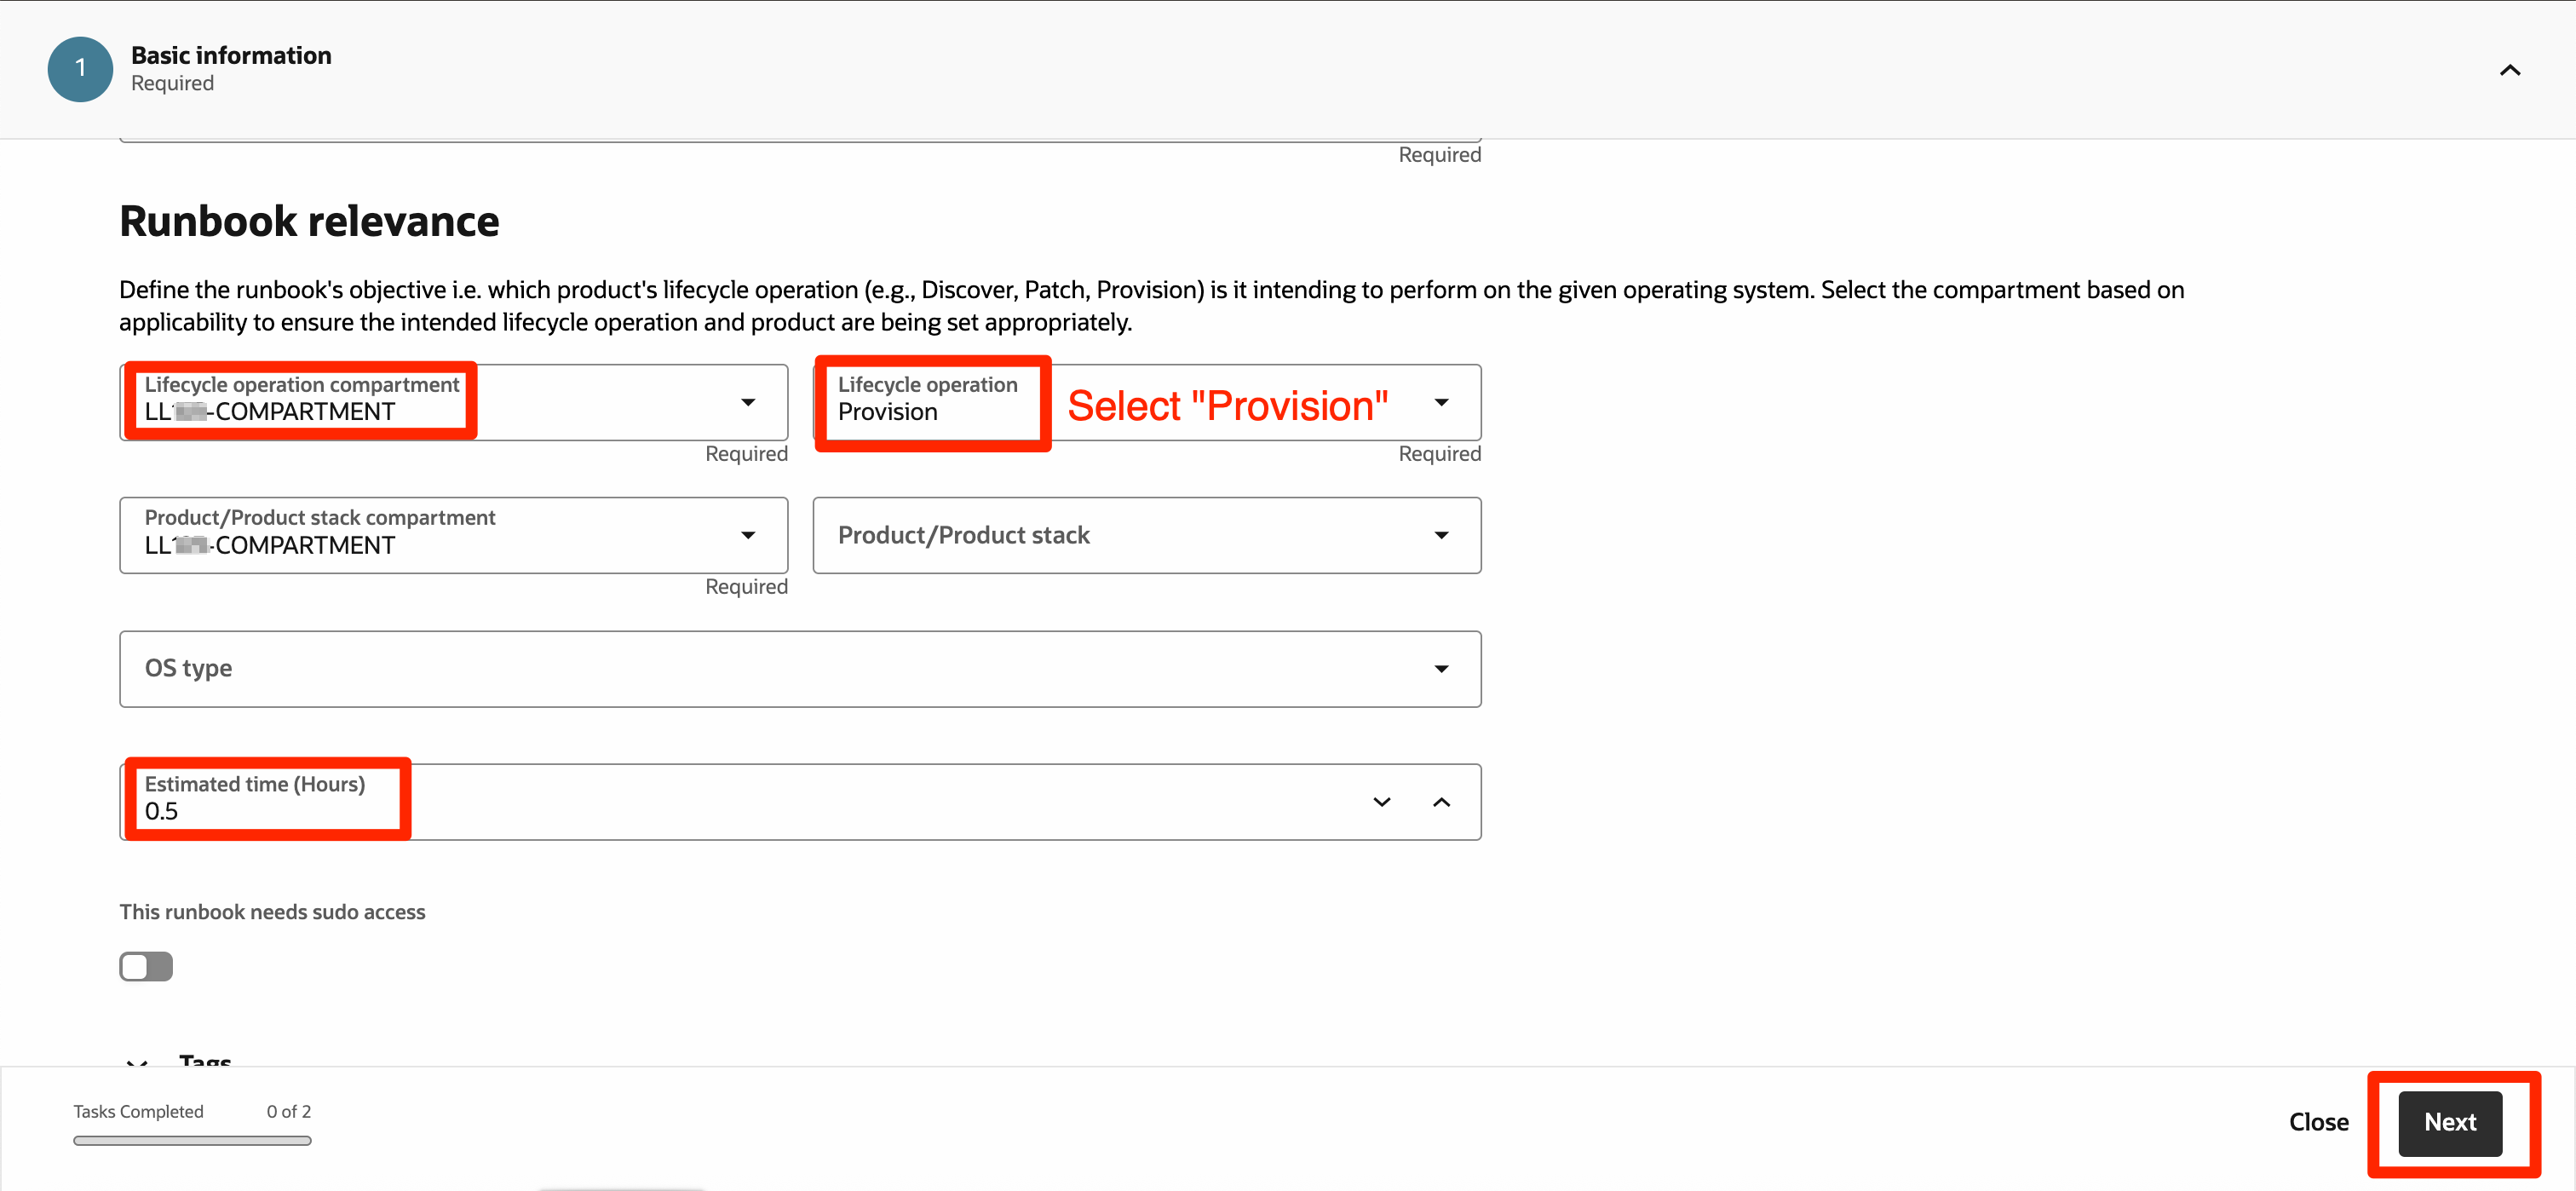 1
Basic information
Required
Required
Runbook relevance
Define the runbook's objective i.e. which product's lifecycle operation (e.g., Discover, Patch, Provision) is it intending to perform on the given operating system. Select the compartment based on
applicability to ensure the intended lifecycle operation and product are being set appropriately.
Lifecycle operation compartment
LL -COMPARTMENT
Required
Lifecycle operation
Provision
Select "Provision"
Required
Product/Product stack compartment
LL -COMPARTMENT
Required
Product/Product stack
OS type
Estimated time (Hours)
0.5
This runbook needs sudo access
Tags
Tasks Completed 0 of 2
Close
Next